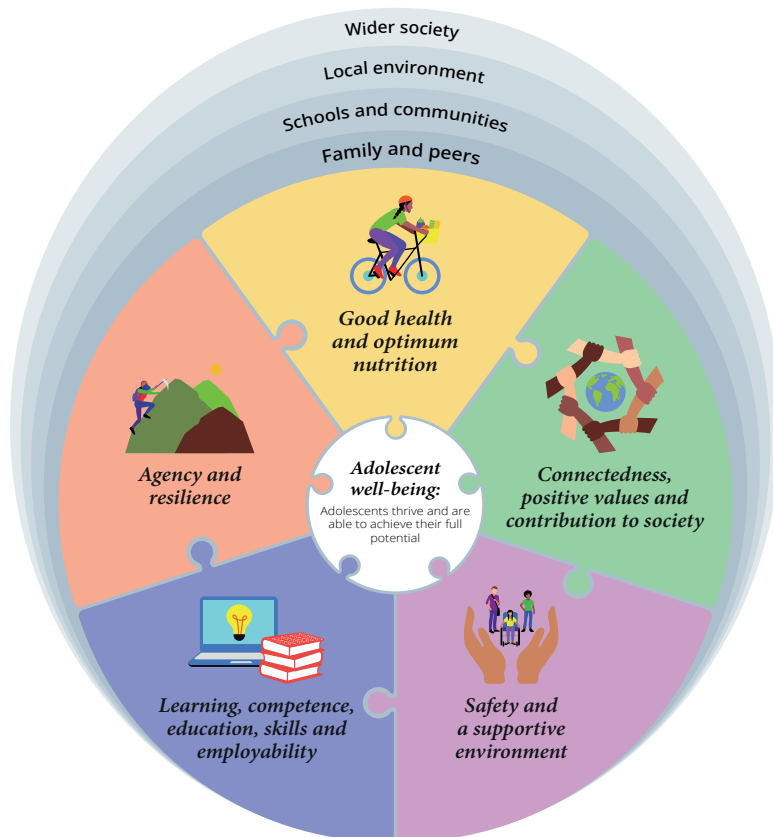 Wider society
Local environment
Schools and communities
Family and peers
Good health
and optimum
nutrition
Agency and
resilience
Adolescent
well-being:
Adolescents thrive and are
able to achieve their full
potential
Connectedness,
positive values and
contribution to society
Learning, competence,
education, skills and
employability
Safety and
a supportive
environment